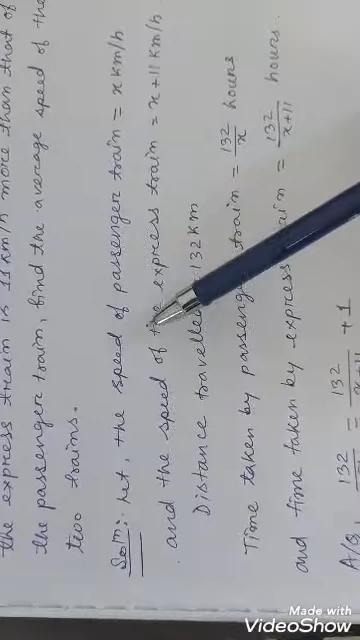 the express train is 11 km/h more than that of
the passenger train, find the average speed of the
two trains.
Soln: Let, the speed of passenger train = x km/h
and the speed of the express train = x+11 km/h
Distance travelled 132 km
Time taken by passenger train = 132/x hours
and time taken by express train = 132/x+11 hours.
A/Q 132 = 132/x+11 + 1
Made with
VideoShow